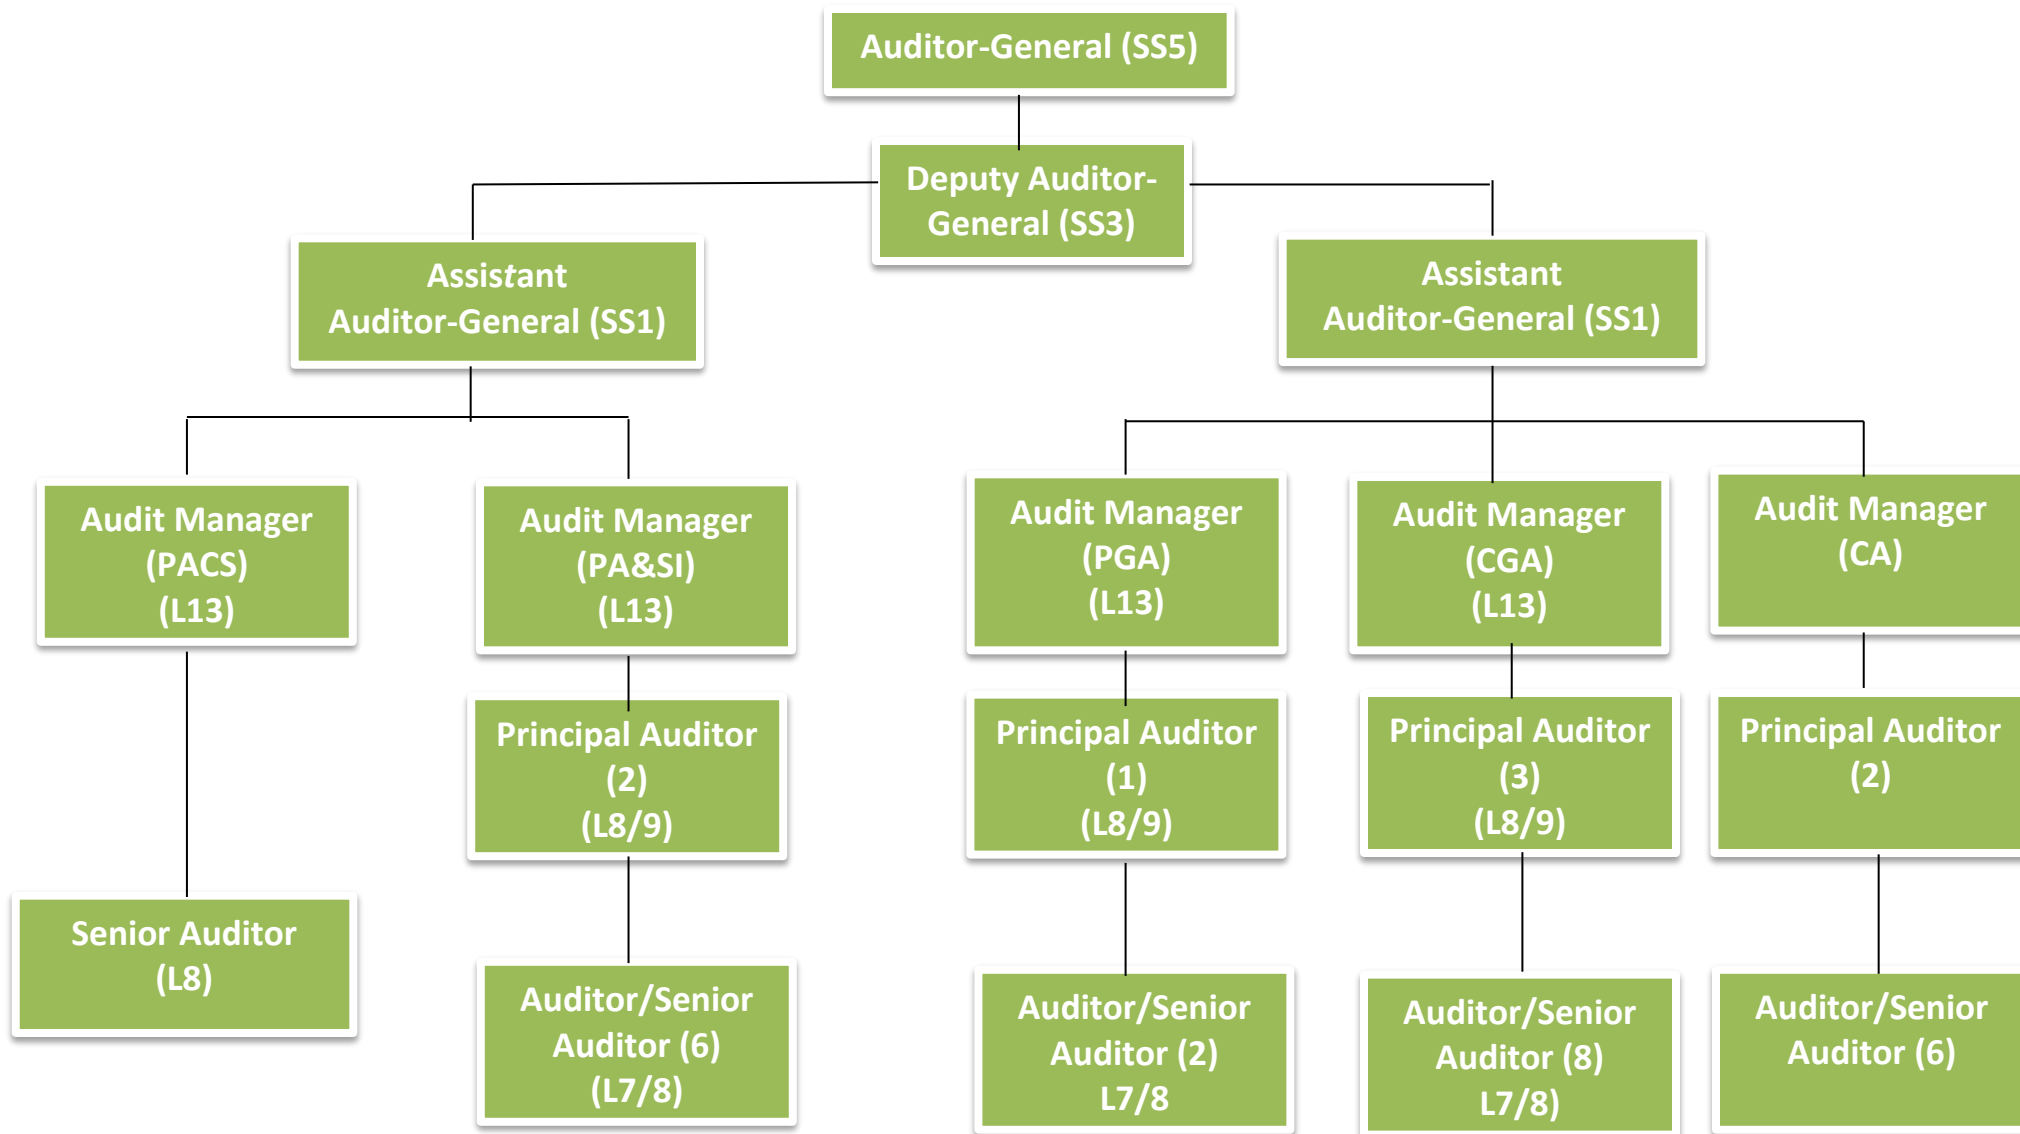 Auditor-General (SS5)
Deputy Auditor-
General (SS3)
Assistant
Auditor-General (SS1)
Assistant
Auditor-General (SS1)
Audit Manager
(PACS)
(L13)
Audit Manager
(PA&SI)
(L13)
Audit Manager
(PGA)
(L13)
Audit Manager
(CGA)
(L13)
Audit Manager
(CA)
Principal Auditor
(2)
(L8/9)
Principal Auditor
(1)
(L8/9)
Principal Auditor
(3)
(L8/9)
Principal Auditor
(2)
Senior Auditor
(L8)
Auditor/Senior
Auditor (6)
(L7/8)
Auditor/Senior
Auditor (2)
L7/8
Auditor/Senior
Auditor (8)
L7/8)
Auditor/Senior
Auditor (6)